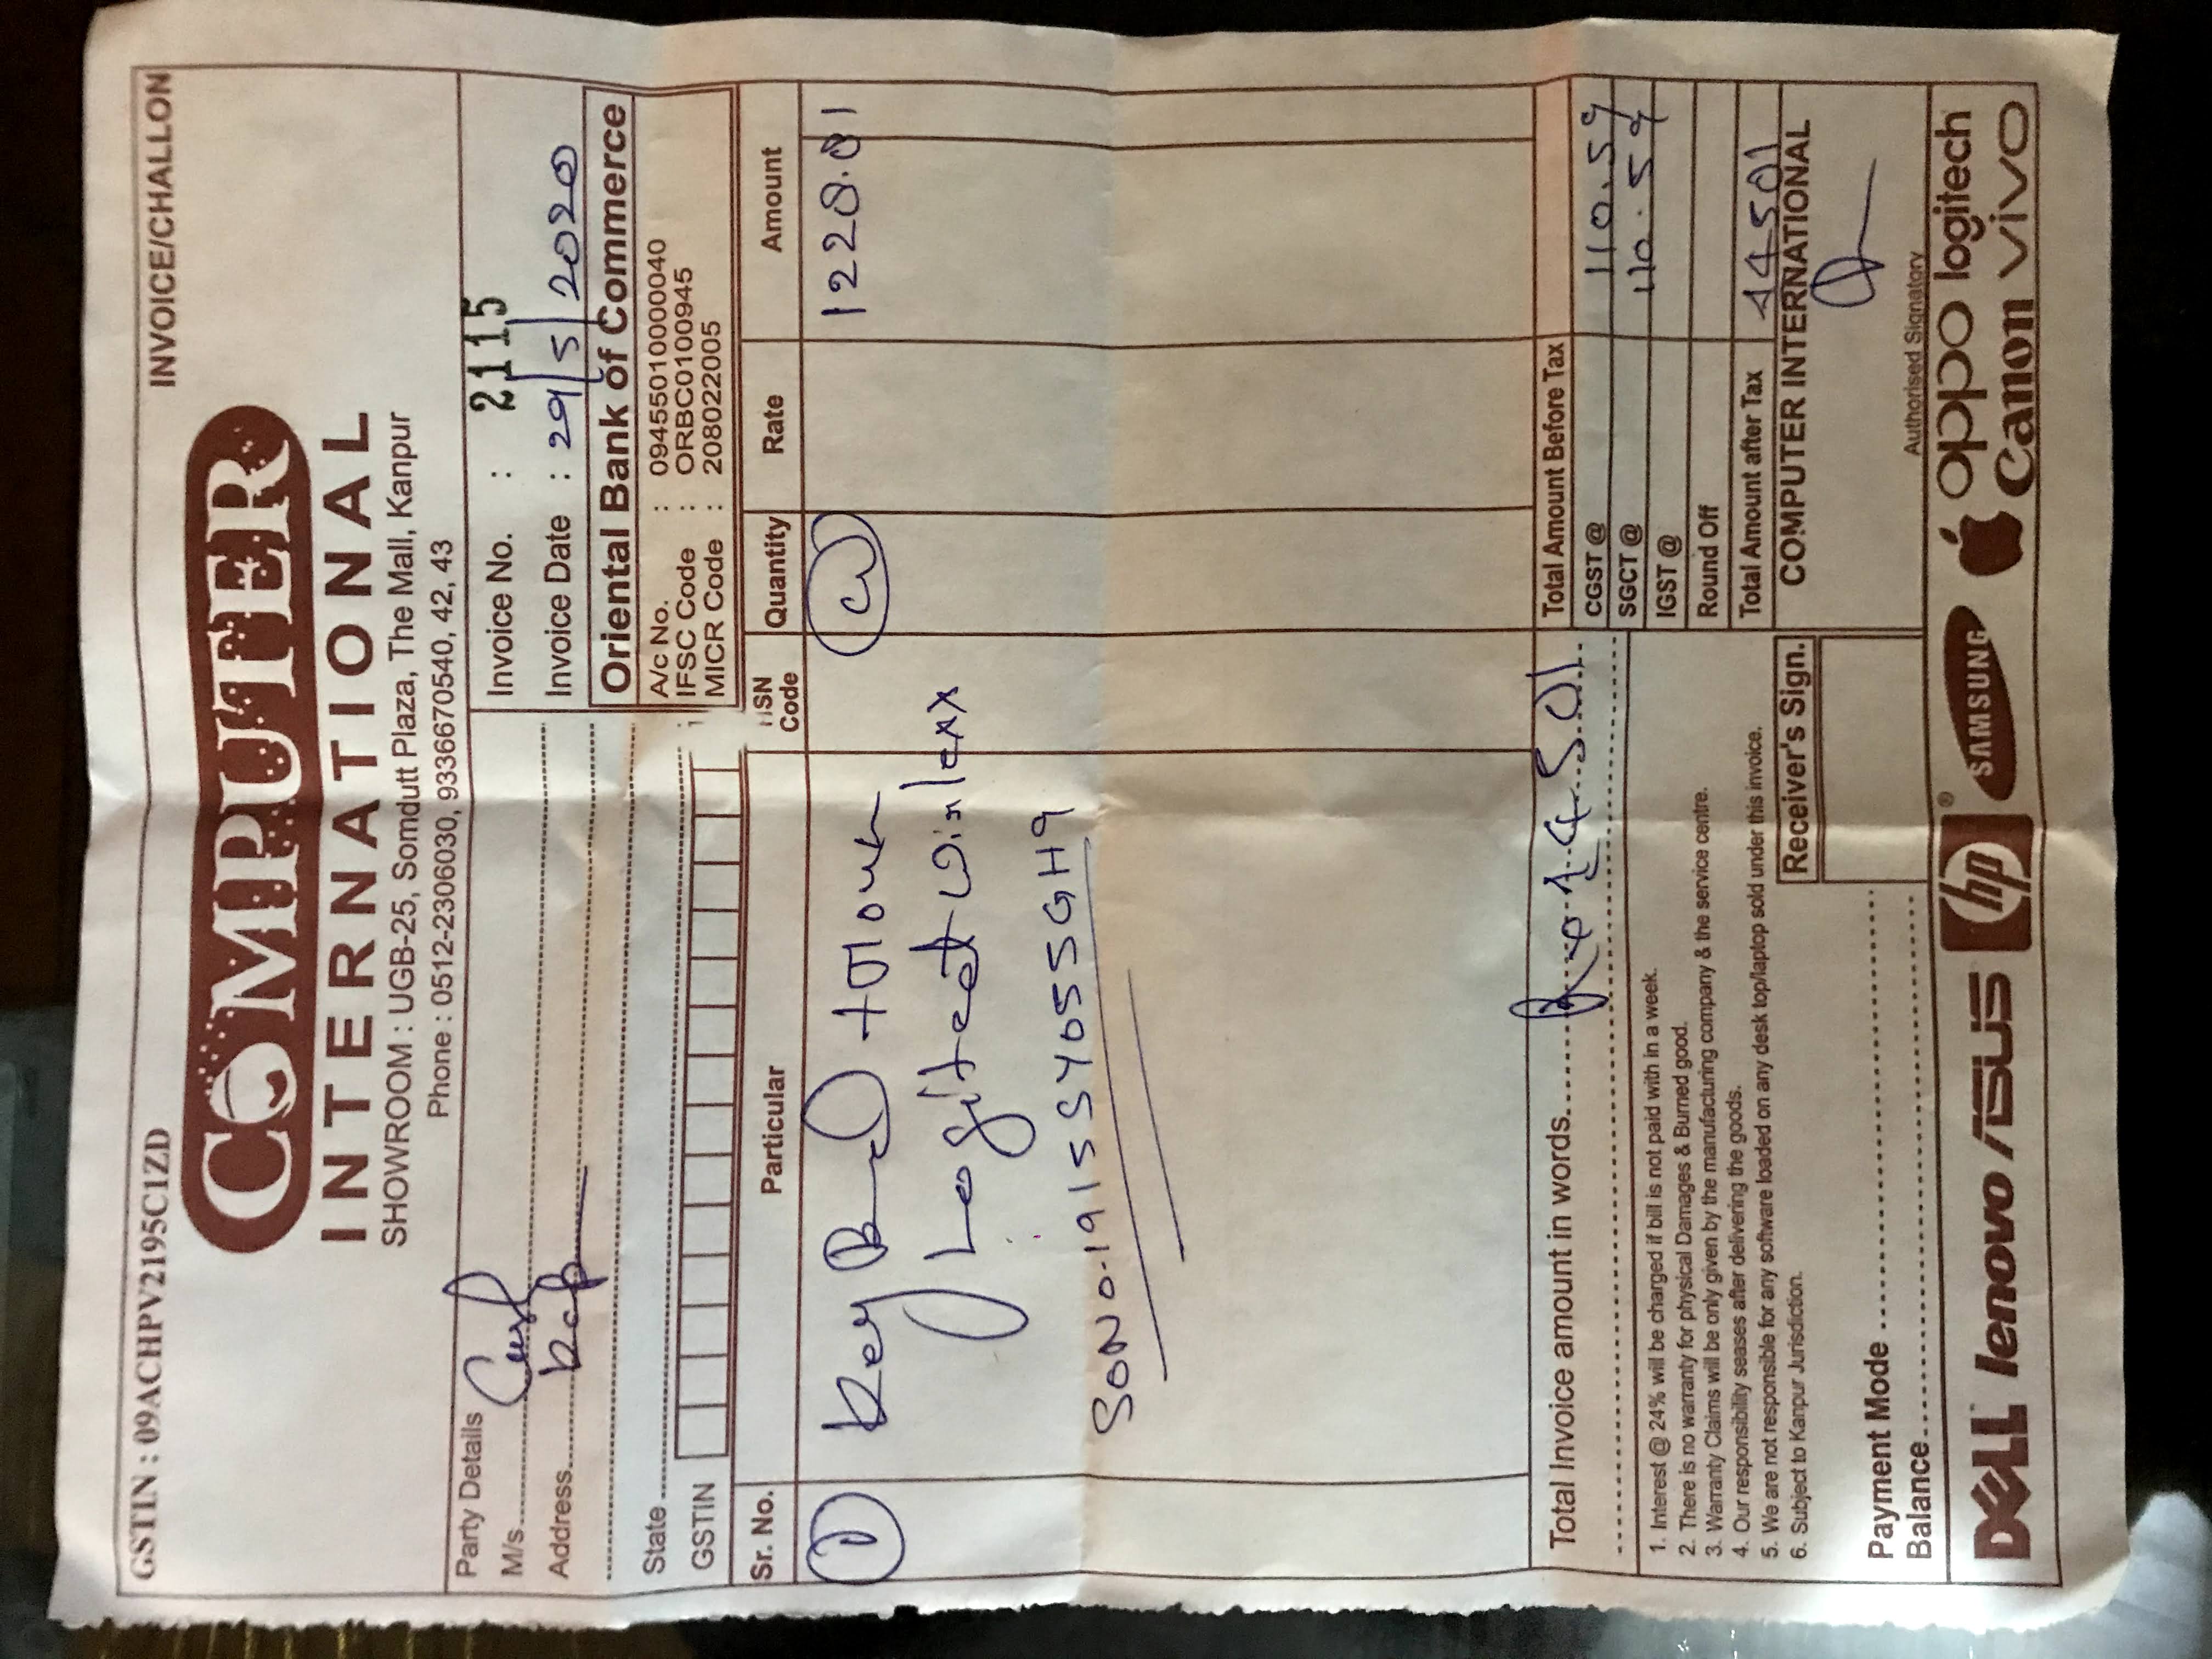 GSTIN : 09ACHPV2195C1ZD
INVOICE/CHALLON
COMPUTER
INTERNATIONAL
SHOWROOM : UGB-25, Somdutt Plaza, The Mall, Kanpur
Phone : 0512-2306030, 9336670540, 42, 43
Party Details
M/s. Cash
Address
State
GSTIN
Invoice No. : 2115
Invoice Date : 29/5/2020
Oriental Bank of Commerce
A/c No. : 09455010000040
IFSC Code : ORBC0100945
MICR Code : 208022005
Sr. No. Particular HSN Code Quantity Rate Amount
1 Key Board + Mouse 1228.81
Logitect Wirlexx
SONO.1915SY055GH9
Total Invoice amount in words Rs 1450/
Total Amount Before Tax
CGST @ 110.59
SGCT @ 110.59
IGST @
Round Off
Total Amount after Tax 1450/
1. Interest @ 24% will be charged if bill is not paid with in a week.
2. There is no warranty for physical Damages & Burned good.
3. Warranty Claims will be only given by the manufacturing company & the service centre.
4. Our responsibility seases after delivering the goods.
5. We are not responsible for any software loaded on any desk top/laptop sold under this invoice.
6. Subject to Kanpur Jurisdiction.
Receiver's Sign.
COMPUTER INTERNATIONAL
Payment Mode
Balance
Authorised Signatory
DELL lenovo ASUS hp SAMSUNG oppo logitech
Canon vivo